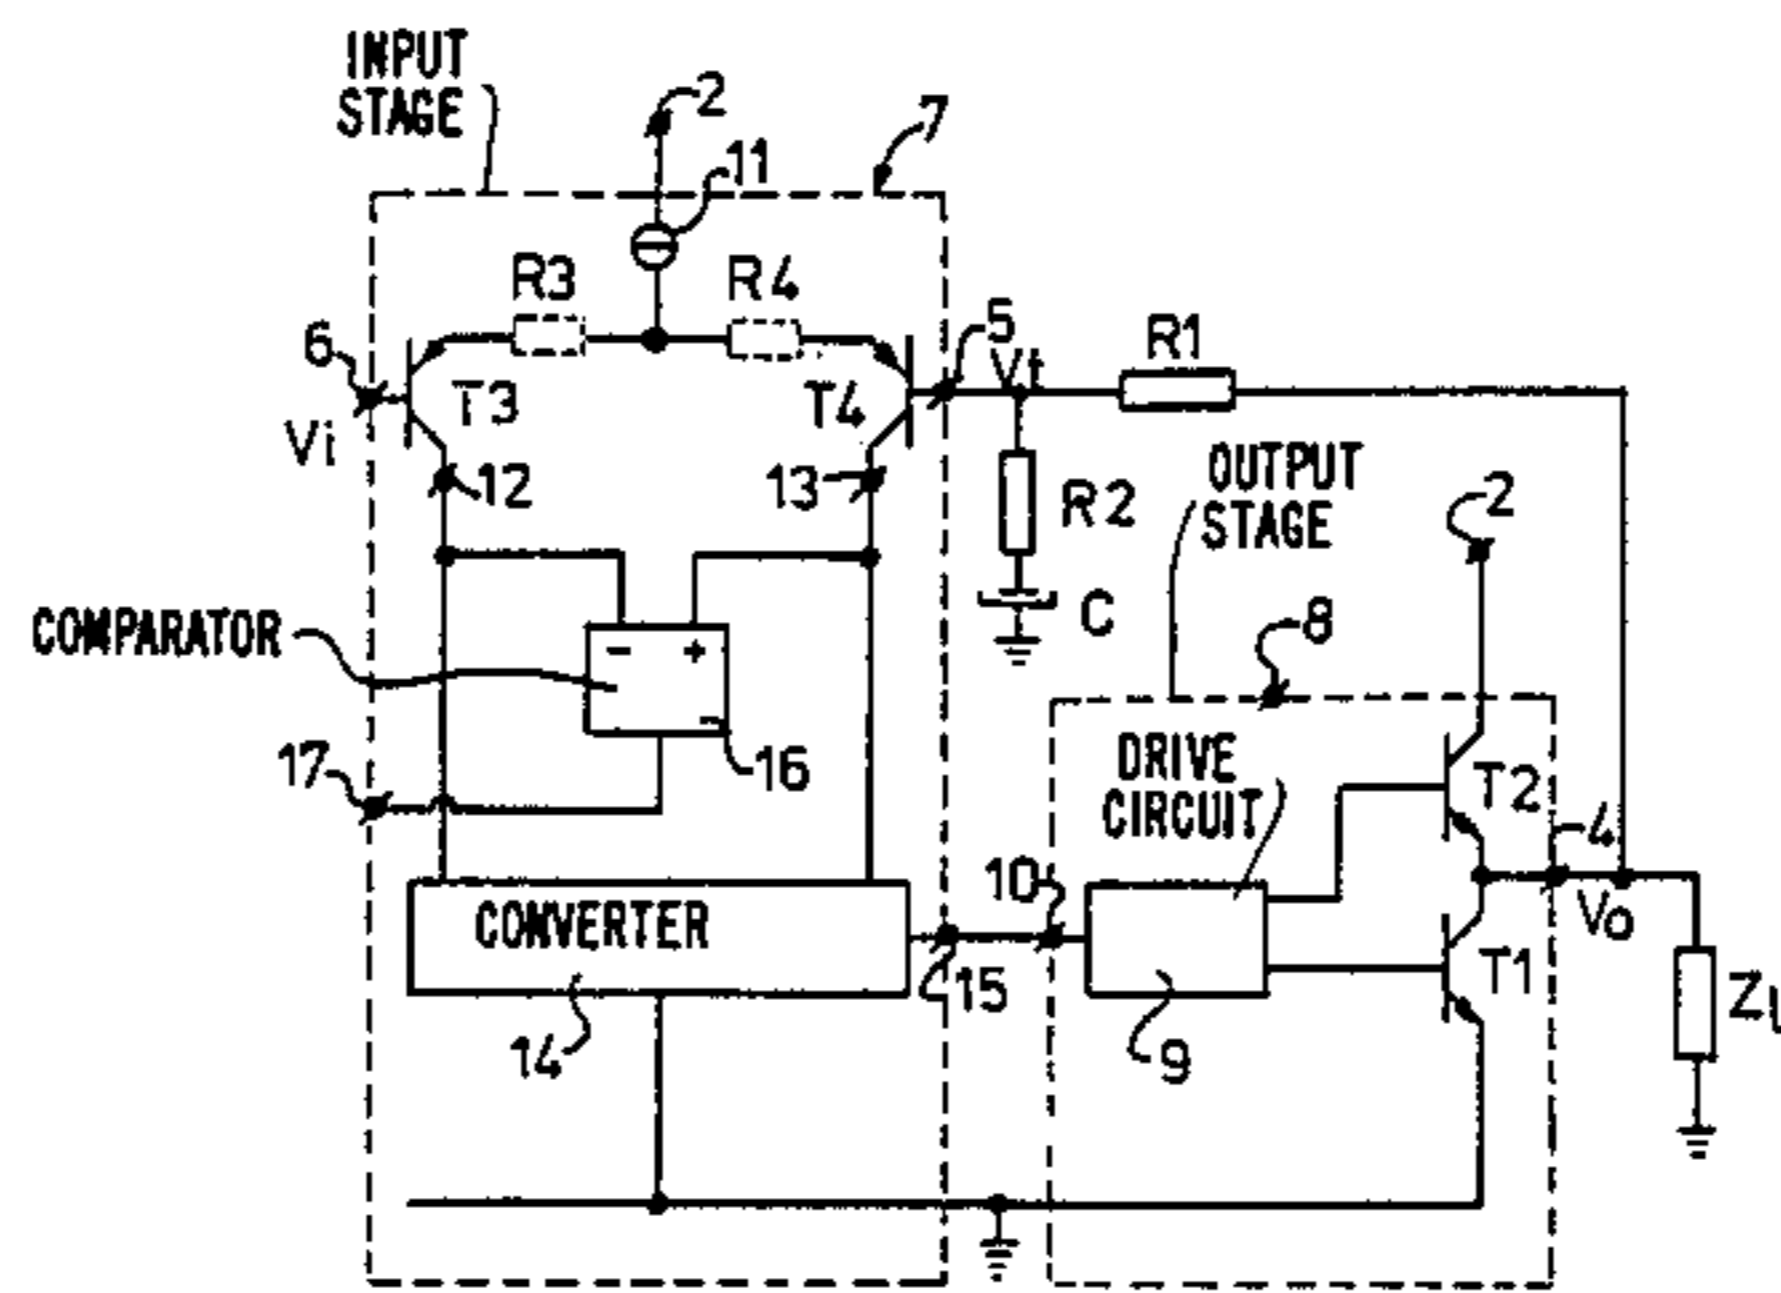 INPUT
STAGE
2
7
11
R3
R4
6
5
Vt
R1
T3
T4
Vi
12
13
R2
OUTPUT
STAGE
2
C
8
COMPARATOR
-
+
16
17
DRIVE
CIRCUIT
T2
4
10
Vo
CONVERTER
15
T1
ZL
14
9